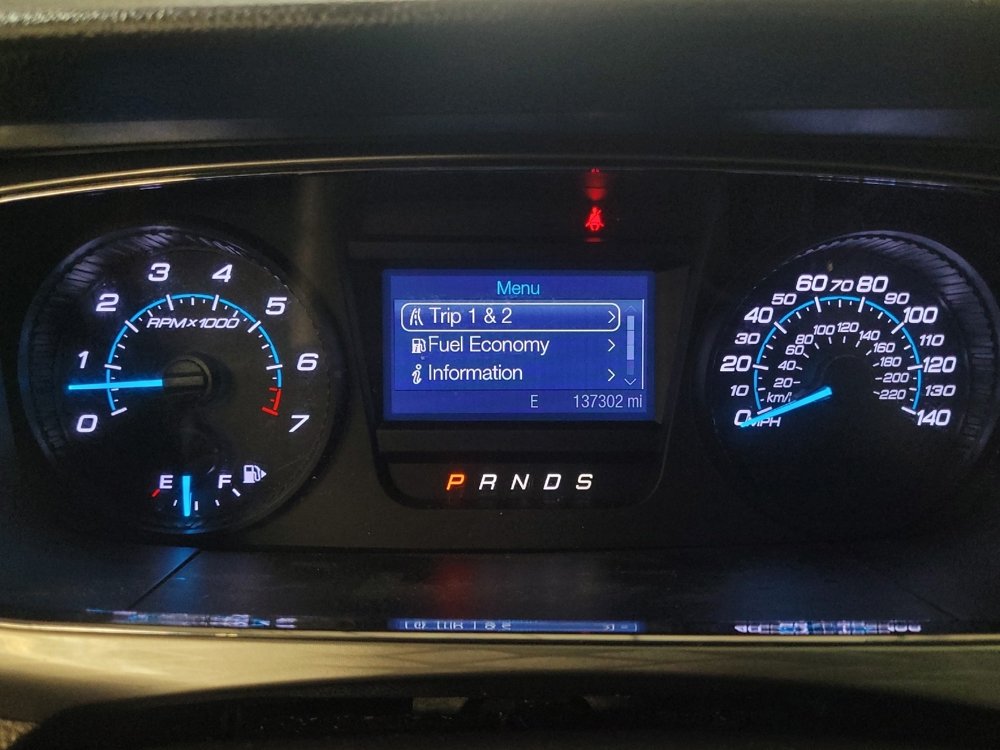 Menu
Trip 1 & 2
Fuel Economy
Information
E 137302 mi
P R N D S
0 1 2 3 4 5 6 7
RPM×1000
E F
0 10 20 30 40 50 60 70 80 90 100 110 120 130 140
MPH
20 40 60 80 100 120 140 160 180 200 220
km/h